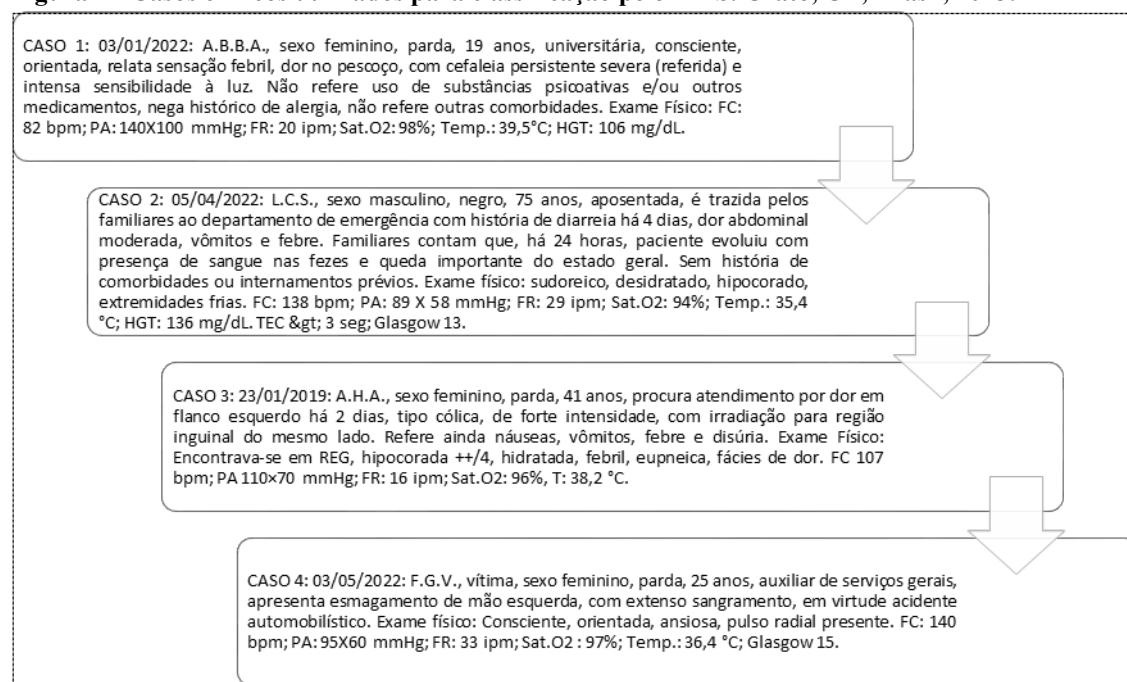 CASO 1: 03/01/2022: A.B.B.A., sexo feminino, parda, 19 anos, universitária, consciente,
orientada, relata sensação febril, dor no pescoço, com cefaleia persistente severa (referida) e
intensa sensibilidade à luz. Não refere uso de substâncias psicoativas e/ou outros
medicamentos, nega histórico de alergia, não refere outras comorbidades. Exame Físico: FC:
82 bpm; PA: 140X100 mmHg; FR: 20 ipm; Sat.O2: 98%; Temp.: 39,5°C; HGT: 106 mg/dL.
CASO 2: 05/04/2022: L.C.S., sexo masculino, negro, 75 anos, aposentada, é trazida pelos
familiares ao departamento de emergência com história de diarreia há 4 dias, dor abdominal
moderada, vômitos e febre. Familiares contam que, há 24 horas, paciente evoluiu com
presença de sangue nas fezes e queda importante do estado geral. Sem história de
comorbidades ou internamentos prévios. Exame físico: sudoreico, desidratado, hipocorado,
extremidades frias. FC: 138 bpm; PA: 89 X 58 mmHg; FR: 29 ipm; Sat.O2: 94%; Temp.: 35,4
°C; HGT: 136 mg/dL. TEC &gt; 3 seg; Glasgow 13.
CASO 3: 23/01/2019: A.H.A., sexo feminino, parda, 41 anos, procura atendimento por dor em
flanco esquerdo há 2 dias, tipo cólica, de forte intensidade, com irradiação para região
inguinal do mesmo lado. Refere ainda náuseas, vômitos, febre e disúria. Exame Físico:
Encontrava-se em REG, hipocorada ++/4, hidratada, febril, eupneica, fácies de dor. FC 107
bpm; PA 110×70 mmHg; FR: 16 ipm; Sat.O2: 96%, T: 38,2 °C.
CASO 4: 03/05/2022: F.G.V., vítima, sexo feminino, parda, 25 anos, auxiliar de serviços gerais,
apresenta esmagamento de mão esquerda, com extenso sangramento, em virtude acidente
automobilístico. Exame físico: Consciente, orientada, ansiosa, pulso radial presente. FC: 140
bpm; PA: 95X60 mmHg; FR: 33 ipm; Sat.O2 : 97%; Temp.: 36,4 °C; Glasgow 15.